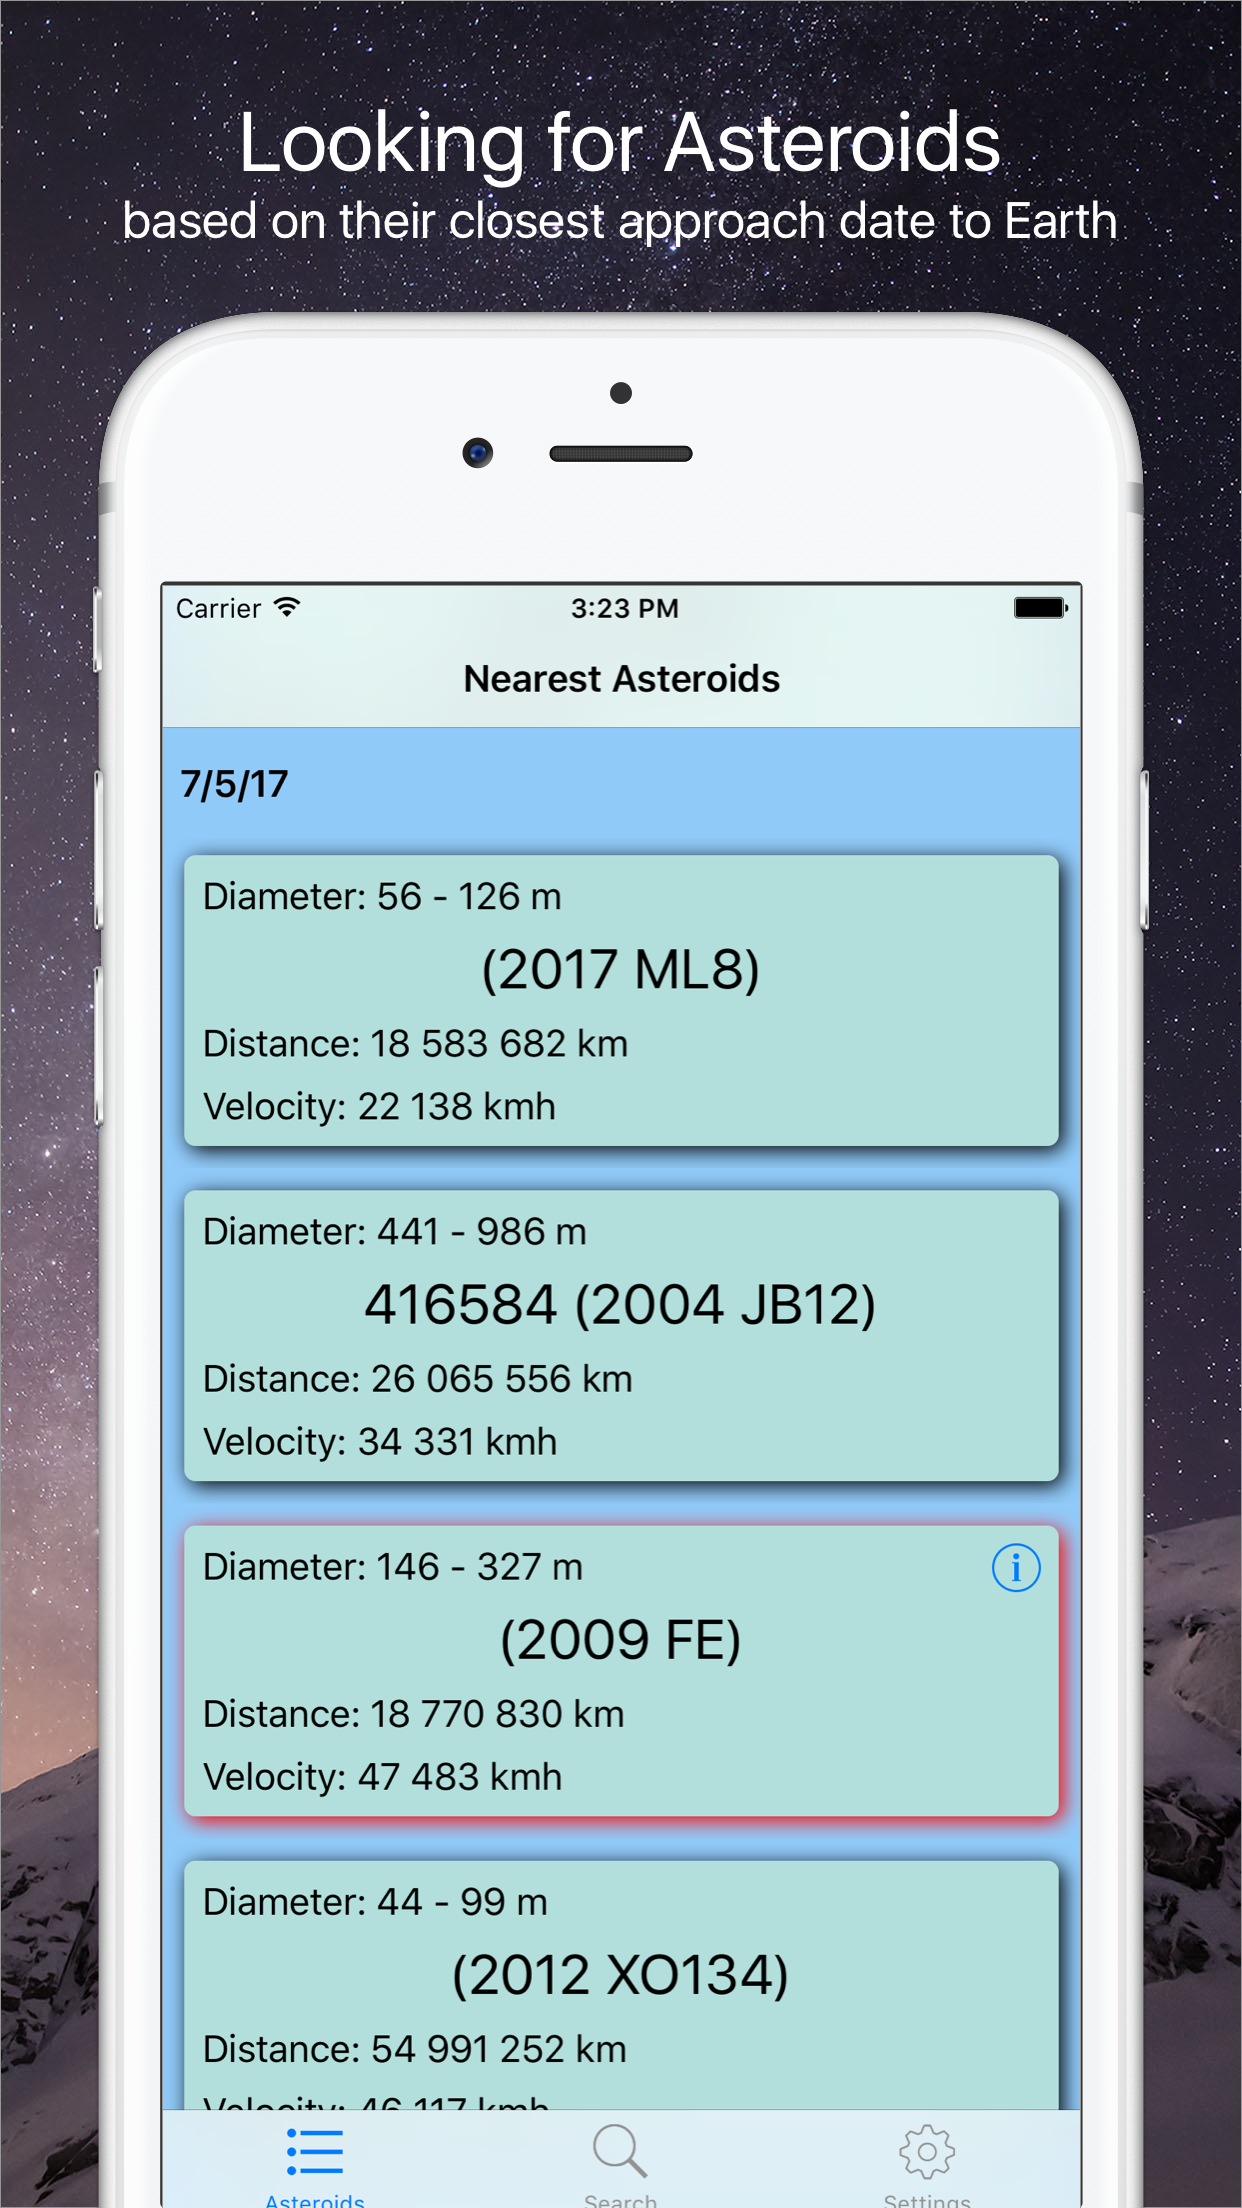 Looking for Asteroids
based on their closest approach date to Earth
Carrier 3:23 PM
Nearest Asteroids
7/5/17
Diameter: 56 - 126 m
(2017 ML8)
Distance: 18 583 682 km
Velocity: 22 138 kmh
Diameter: 441 - 986 m
416584 (2004 JB12)
Distance: 26 065 556 km
Velocity: 34 331 kmh
Diameter: 146 - 327 m
i
(2009 FE)
Distance: 18 770 830 km
Velocity: 47 483 kmh
Diameter: 44 - 99 m
(2012 XO134)
Distance: 54 991 252 km
Velocity: 46 117 kmh
Asteroids Search Settings